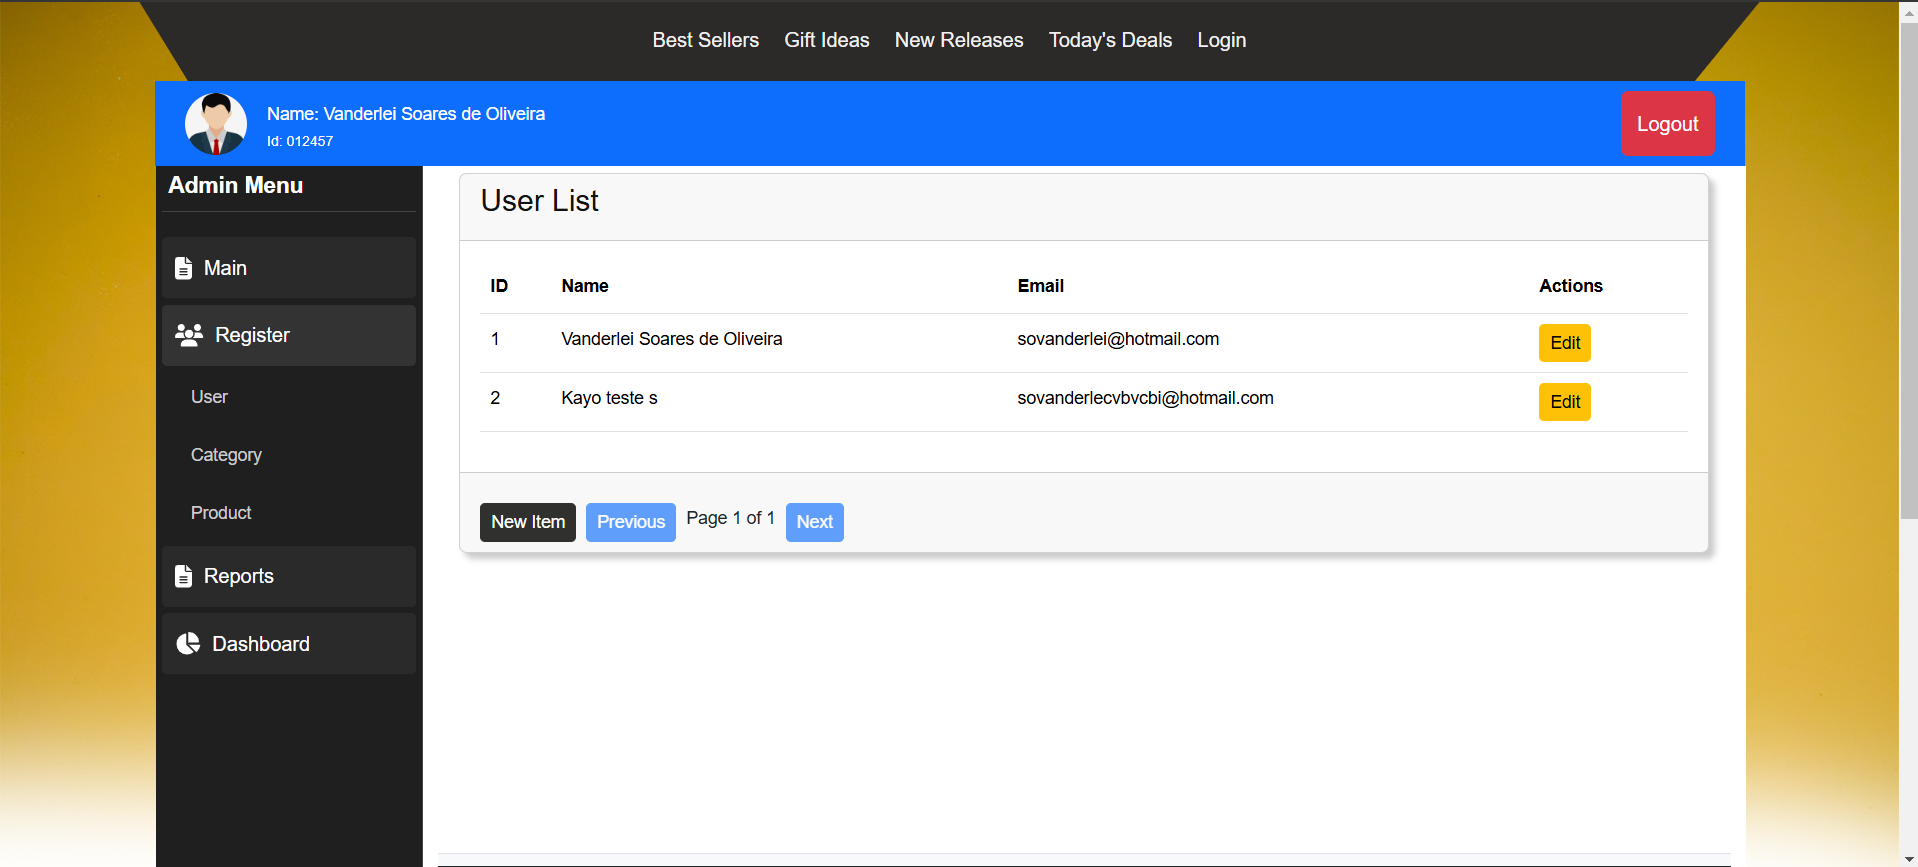 Best Sellers Gift Ideas New Releases Today's Deals Login
Name: Vanderlei Soares de Oliveira
Id: 012457
Logout
Admin Menu
Main
Register
User
Category
Product
Reports
Dashboard
User List
ID Name Email Actions
1 Vanderlei Soares de Oliveira sovanderlei@hotmail.com Edit
2 Kayo teste s sovanderlecvbvcbi@hotmail.com Edit
New Item Previous Page 1 of 1 Next